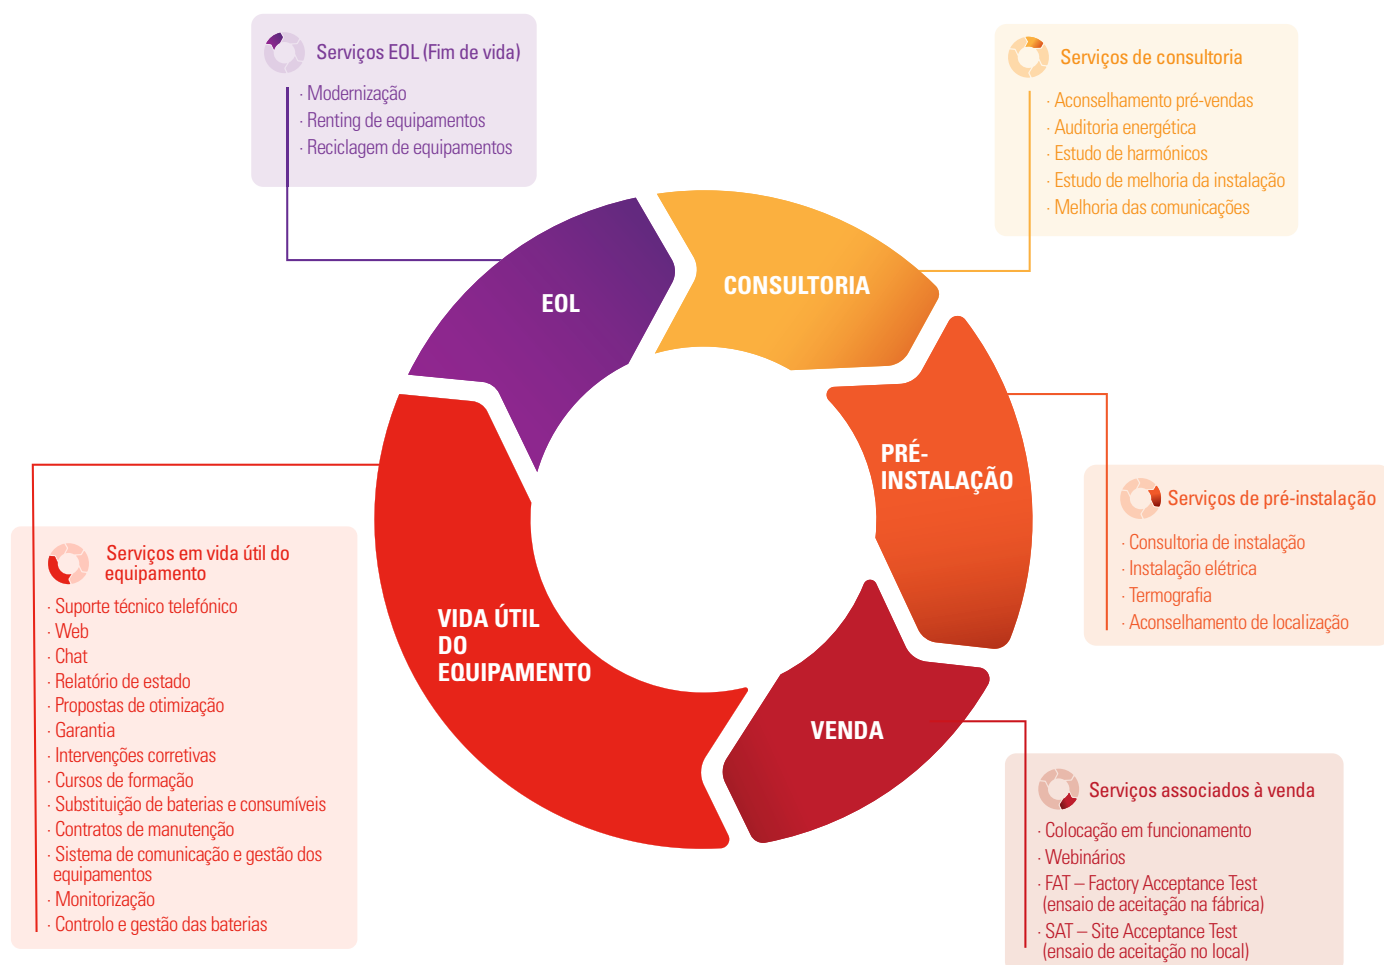 Serviços EOL (Fim de vida)
· Modernização
· Renting de equipamentos
· Reciclagem de equipamentos
Serviços de consultoria
· Aconselhamento pré-vendas
· Auditoria energética
· Estudo de harmónicos
· Estudo de melhoria da instalação
· Melhoria das comunicações
EOL
CONSULTORIA
PRÉ-
INSTALAÇÃO
VENDA
VIDA ÚTIL
DO
EQUIPAMENTO
Serviços de pré-instalação
· Consultoria de instalação
· Instalação elétrica
· Termografia
· Aconselhamento de localização
Serviços em vida útil do
equipamento
· Suporte técnico telefónico
· Web
· Chat
· Relatório de estado
· Propostas de otimização
· Garantia
· Intervenções corretivas
· Cursos de formação
· Substituição de baterias e consumíveis
· Contratos de manutenção
· Sistema de comunicação e gestão dos
equipamentos
· Monitorização
· Controlo e gestão das baterias
Serviços associados à venda
· Colocação em funcionamento
· Webinários
· FAT – Factory Acceptance Test
(ensaio de aceitação na fábrica)
· SAT – Site Acceptance Test
(ensaio de aceitação no local)